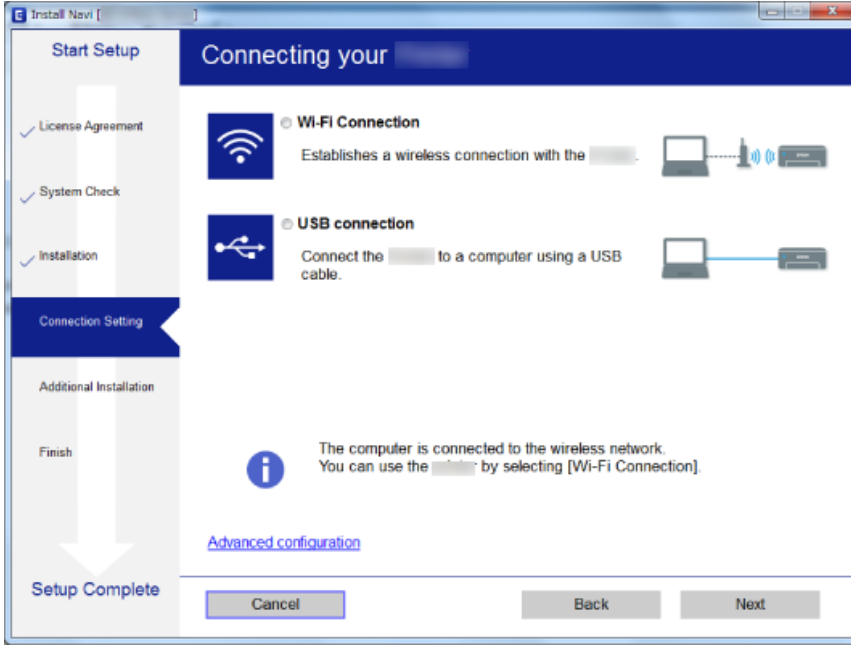 Install Navi [ ]
Start Setup
Connecting your
License Agreement
System Check
Installation
Connection Setting
Additional Installation
Finish
Setup Complete
Wi-Fi Connection
Establishes a wireless connection with the .
USB connection
Connect the to a computer using a USB
cable.
The computer is connected to the wireless network.
You can use the by selecting [Wi-Fi Connection].
Advanced configuration
Cancel
Back
Next